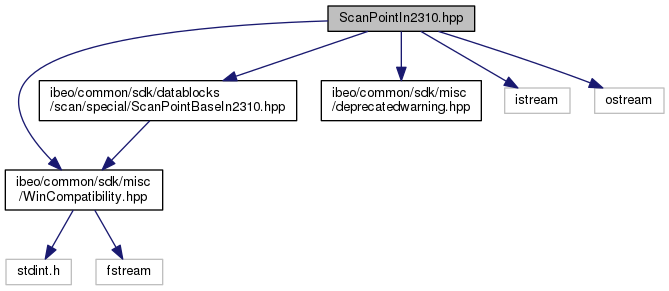 ScanPointIn2310.hpp
ibeo/common/sdk/datablocks
/scan/special/ScanPointBaseIn2310.hpp
ibeo/common/sdk/misc
/deprecatedwarning.hpp
istream
ostream
ibeo/common/sdk/misc
/WinCompatibility.hpp
stdint.h
fstream